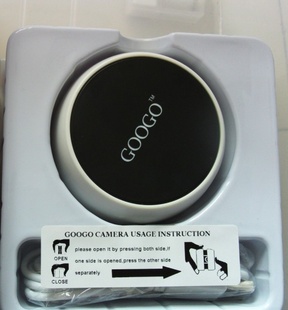 GOOGO™
GOOGO CAMERA USAGE INSTRUCTION
please open it by pressing both side.if
OPEN
one side is opened.press the other side
CLOSE
separately